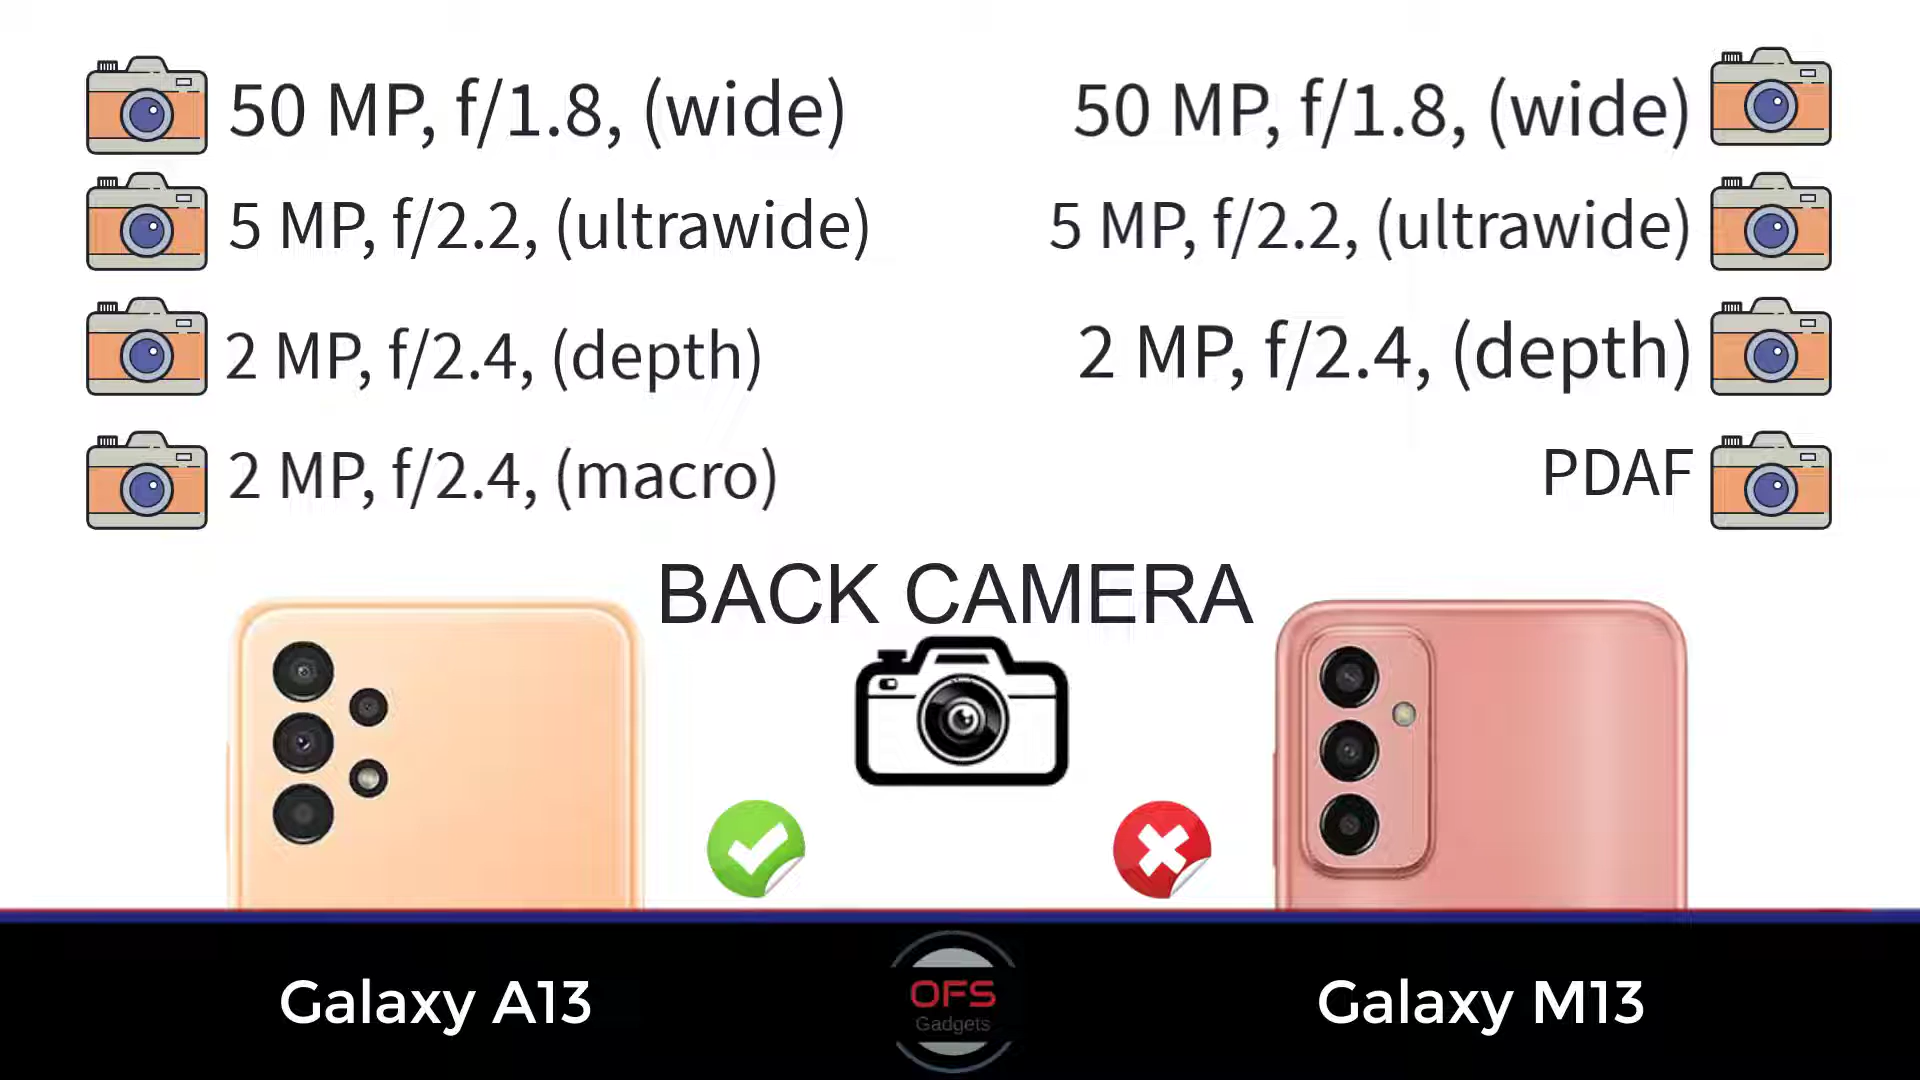 50 MP, f/1.8, (wide)
5 MP, f/2.2, (ultrawide)
2 MP, f/2.4, (depth)
2 MP, f/2.4, (macro)
50 MP, f/1.8, (wide)
5 MP, f/2.2, (ultrawide)
2 MP, f/2.4, (depth)
PDAF
BACK CAMERA
Galaxy A13
OFS
Gadgets
Galaxy M13